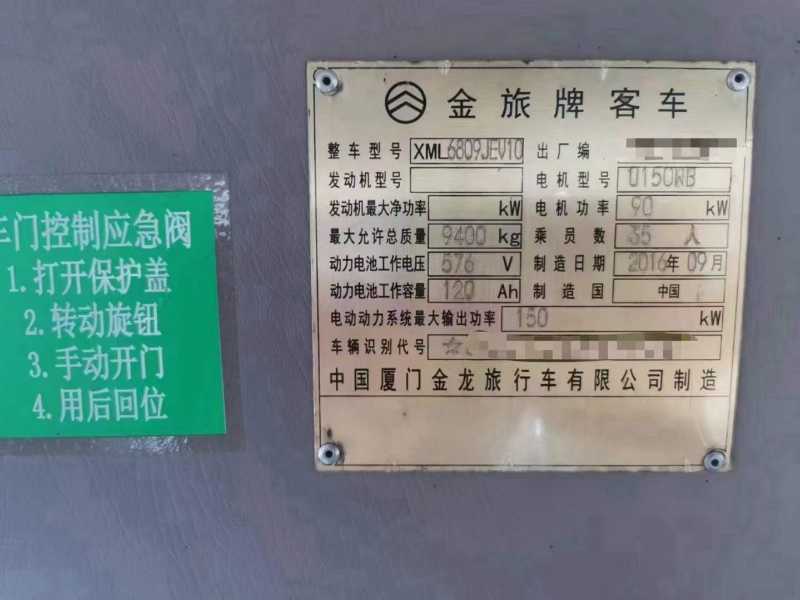 车门控制应急阀
1.打开保护盖
2.转动旋钮
3.手动开门
4.用后回位
金旅牌客车
整车型号 XML6809JEV10 出厂编
发动机型号 电机型号
发动机最大净功率 kW 电机功率 90 kW
最大允许总质量 9400 kg 乘员数 35 人
动力电池工作电压 576 V 制造日期 2016年09月
动力电池工作容量 120 Ah 制造国 中国
电动动力系统最大输出功率 150 kW
车辆识别代号
中国厦门金龙旅行车有限公司制造